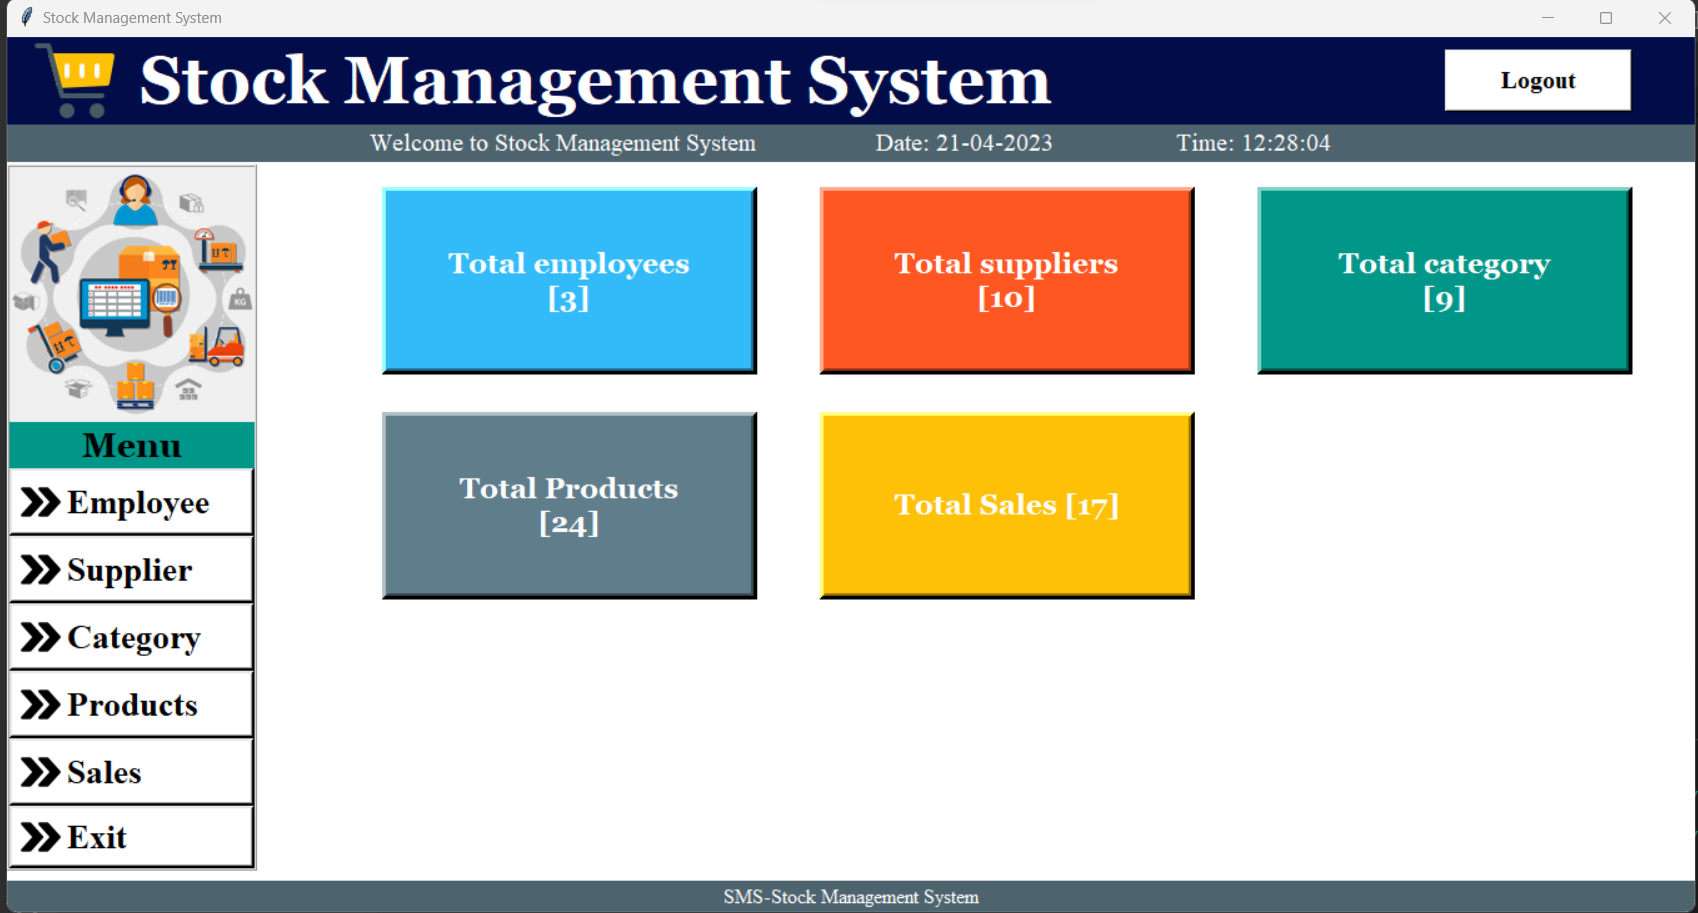 Stock Management System
Stock Management System
Logout
Welcome to Stock Management System
Date: 21-04-2023
Time: 12:28:04
KG
Menu
Employee
Supplier
Category
Products
Sales
Exit
Total employees
[3]
Total suppliers
[10]
Total category
[9]
Total Products
[24]
Total Sales [17]
SMS-Stock Management System